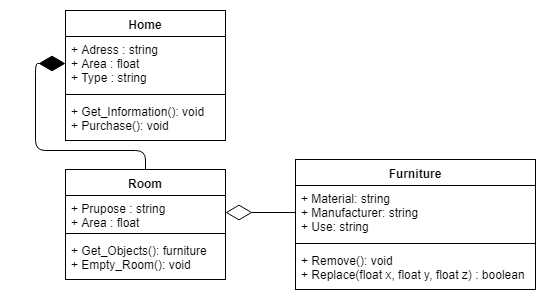 Home
+ Adress : string
+ Area : float
+ Type : string
+ Get_Information(): void
+ Purchase(): void
Room
+ Prupose : string
+ Area : float
+ Get_Objects(): furniture
+ Empty_Room(): void
Furniture
+ Material: string
+ Manufacturer: string
+ Use: string
+ Remove(): void
+ Replace(float x, float y, float z) : boolean